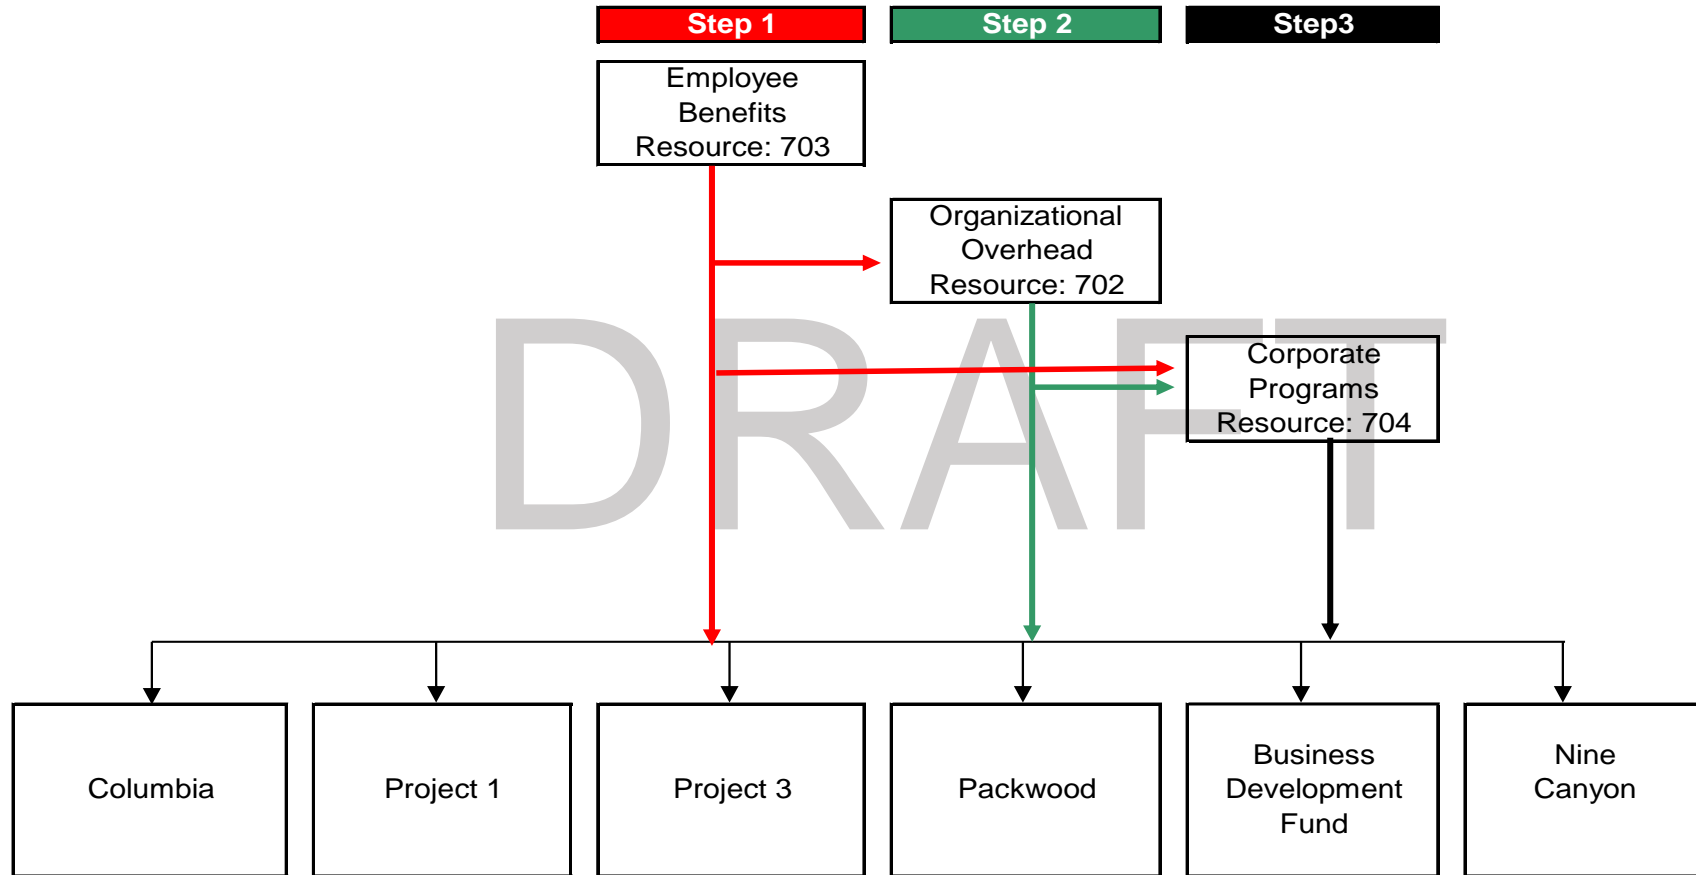 Step 1
Step 2
Step3
Employee
Benefits
Resource: 703
Organizational
Overhead
Resource: 702
Corporate
Programs
Resource: 704
DRAFT
Columbia
Project 1
Project 3
Packwood
Business
Development
Fund
Nine
Canyon